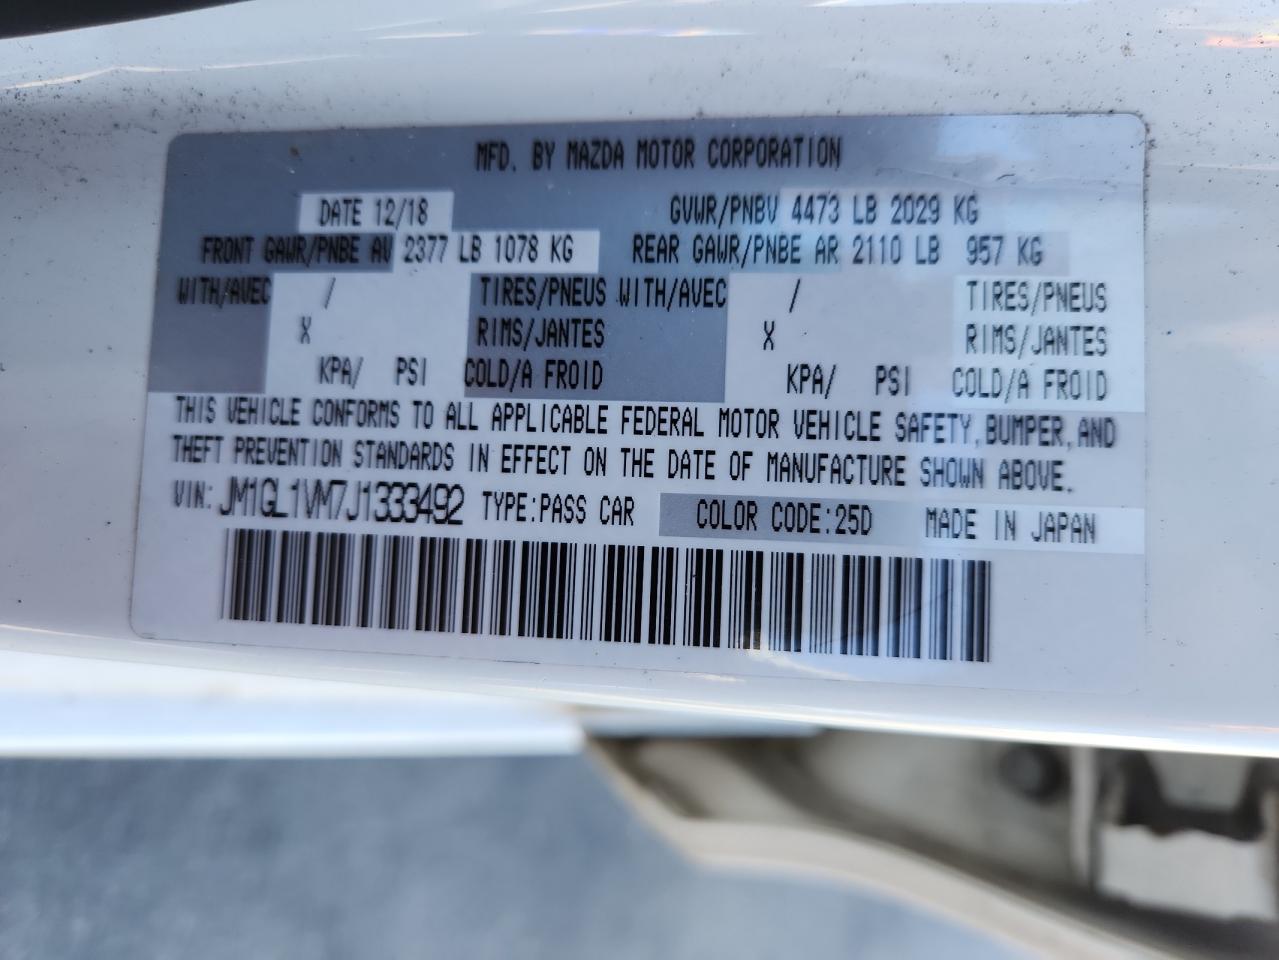 MFD. BY MAZDA MOTOR CORPORATION
DATE 12/18 GVWR/PNBV 4473 LB 2029 KG
FRONT GAWR/PNBE AV 2377 LB 1078 KG REAR GAWR/PNBE AR 2110 LB 957 KG
WITH/AVEC / TIRES/PNEUS WITH/AVEC / TIRES/PNEUS
X RIMS/JANTES X RIMS/JANTES
KPA/ PSI COLD/A FROID KPA/ PSI COLD/A FROID
THIS VEHICLE CONFORMS TO ALL APPLICABLE FEDERAL MOTOR VEHICLE SAFETY, BUMPER, AND
THEFT PREVENTION STANDARDS IN EFFECT ON THE DATE OF MANUFACTURE SHOWN ABOVE.
VIN: JM1GL1VM7J1333492 TYPE:PASS CAR COLOR CODE:25D MADE IN JAPAN